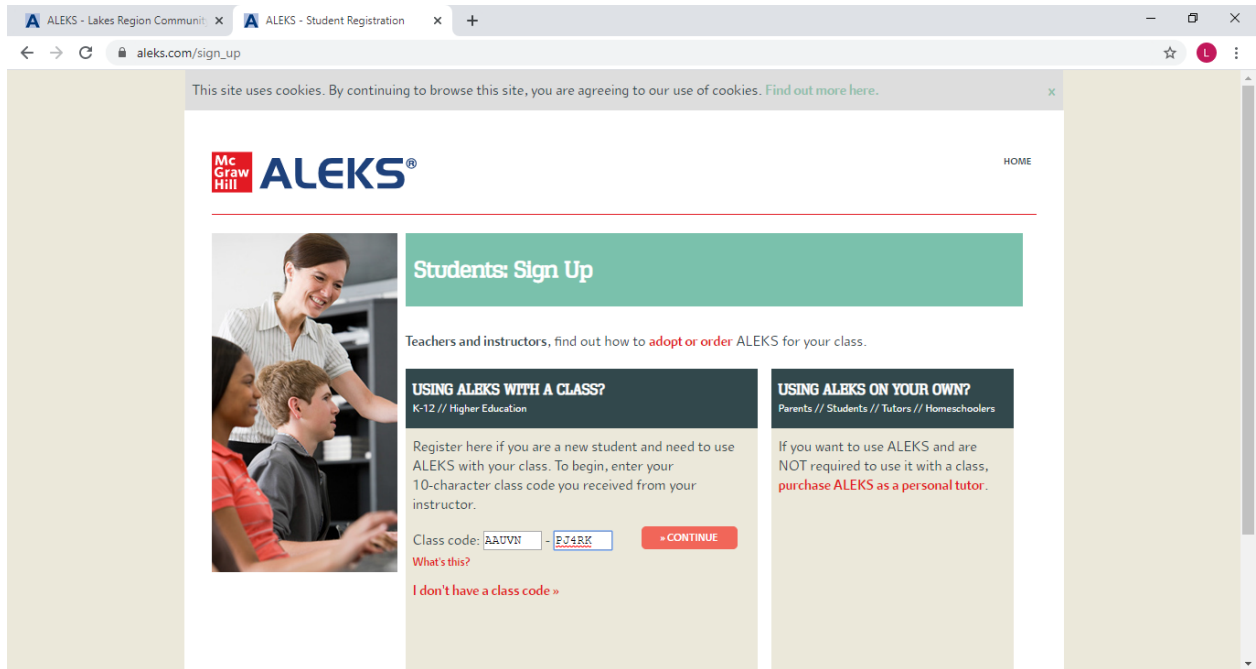 ALEKS - Lakes Region Communit
ALEKS - Student Registration
aleks.com/sign_up
L
This site uses cookies. By continuing to browse this site, you are agreeing to our use of cookies. Find out more here. x
Mc
Graw
Hill
ALEKS®
HOME
Students: Sign Up
Teachers and instructors, find out how to adopt or order ALEKS for your class.
USING ALEKS WITH A CLASS?
K-12 // Higher Education
Register here if you are a new student and need to use
ALEKS with your class. To begin, enter your
10-character class code you received from your
instructor.
Class code: AAUVN - PJ4RK » CONTINUE
What's this?
I don't have a class code »
USING ALEKS ON YOUR OWN?
Parents // Students // Tutors // Homeschoolers
If you want to use ALEKS and are
NOT required to use it with a class,
purchase ALEKS as a personal tutor.